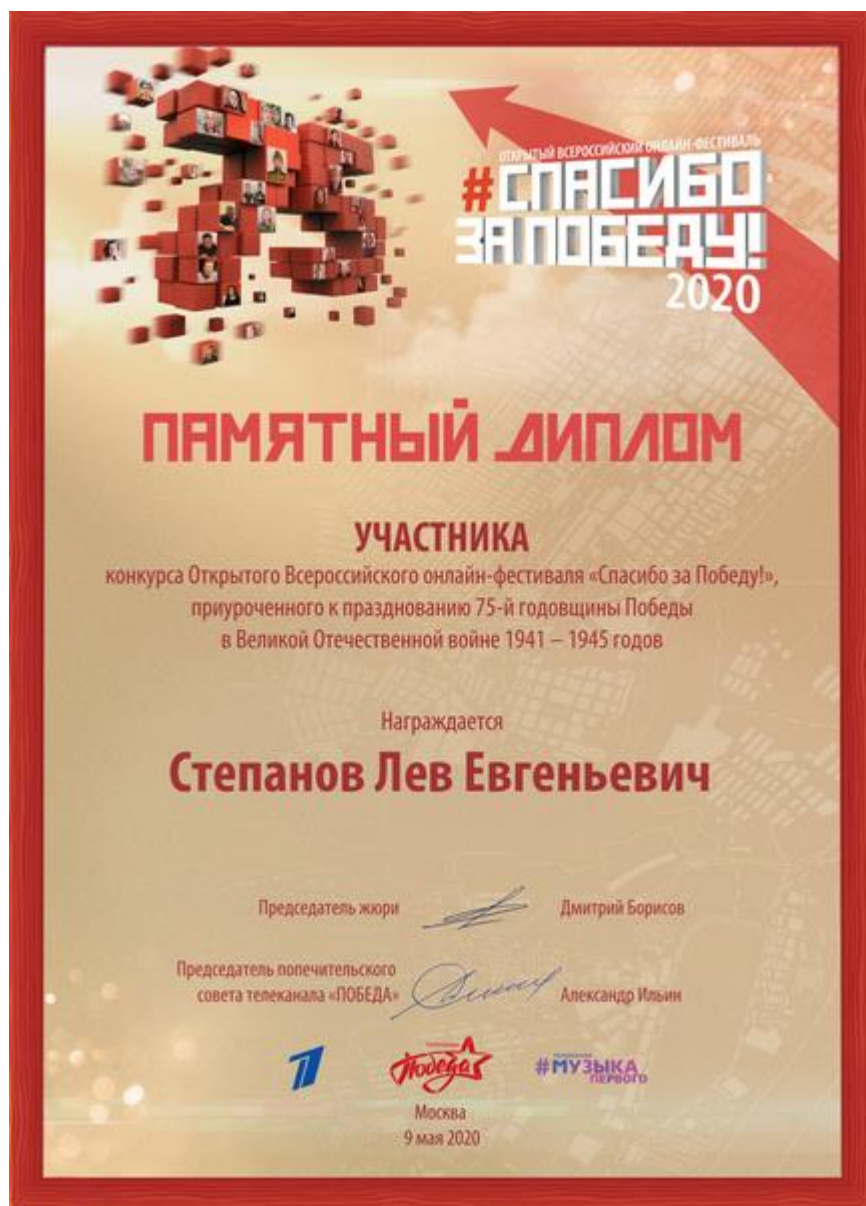 75
ОТКРЫТЫЙ ВСЕРОССИЙСКИЙ ОНЛАЙН-ФЕСТИВАЛЬ
#СПАСИБО
ЗА ПОБЕДУ!
2020
ПАМЯТНЫЙ ДИПЛОМ
УЧАСТНИКА
конкурса Открытого Всероссийского онлайн-фестиваля «Спасибо за Победу!»,
приуроченного к празднованию 75-й годовщины Победы
в Великой Отечественной войне 1941 – 1945 годов
Награждается
Степанов Лев Евгеньевич
Председатель жюри Дмитрий Борисов
Председатель попечительского
совета телеканала «ПОБЕДА» Александр Ильин
1 Победа #МУЗЫКА
ПЕРВОГО
Москва
9 мая 2020